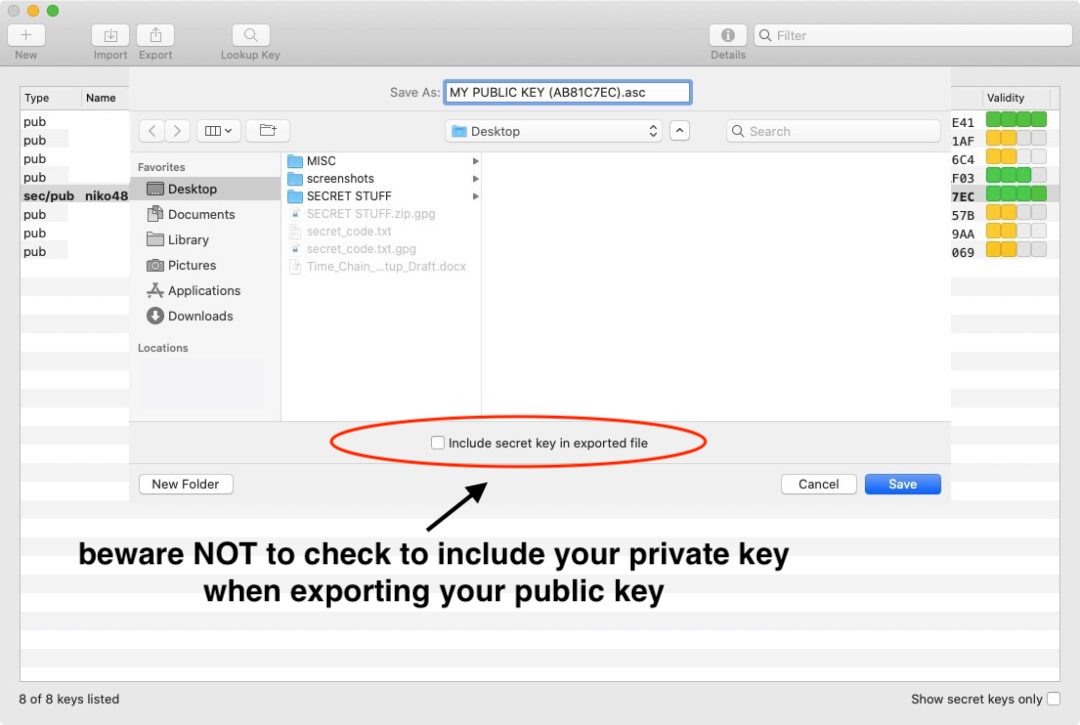 New
Import
Export
Lookup Key
Details
Filter
Save As: MY PUBLIC KEY (AB81C7EC).asc
Type Name Validity
Desktop
Search
pub E41
pub 1AF
pub 6C4
pub F03
sec/pub niko48 7EC
pub 57B
pub 9AA
pub 069
Favorites
Desktop
Documents
Library
Pictures
Applications
Downloads
Locations
MISC
screenshots
SECRET STUFF
SECRET STUFF.zip.gpg
secret_code.txt
secret_code.txt.gpg
Time_Chain_...tup_Draft.docx
Include secret key in exported file
New Folder
Cancel
Save
beware NOT to check to include your private key
when exporting your public key
8 of 8 keys listed
Show secret keys only